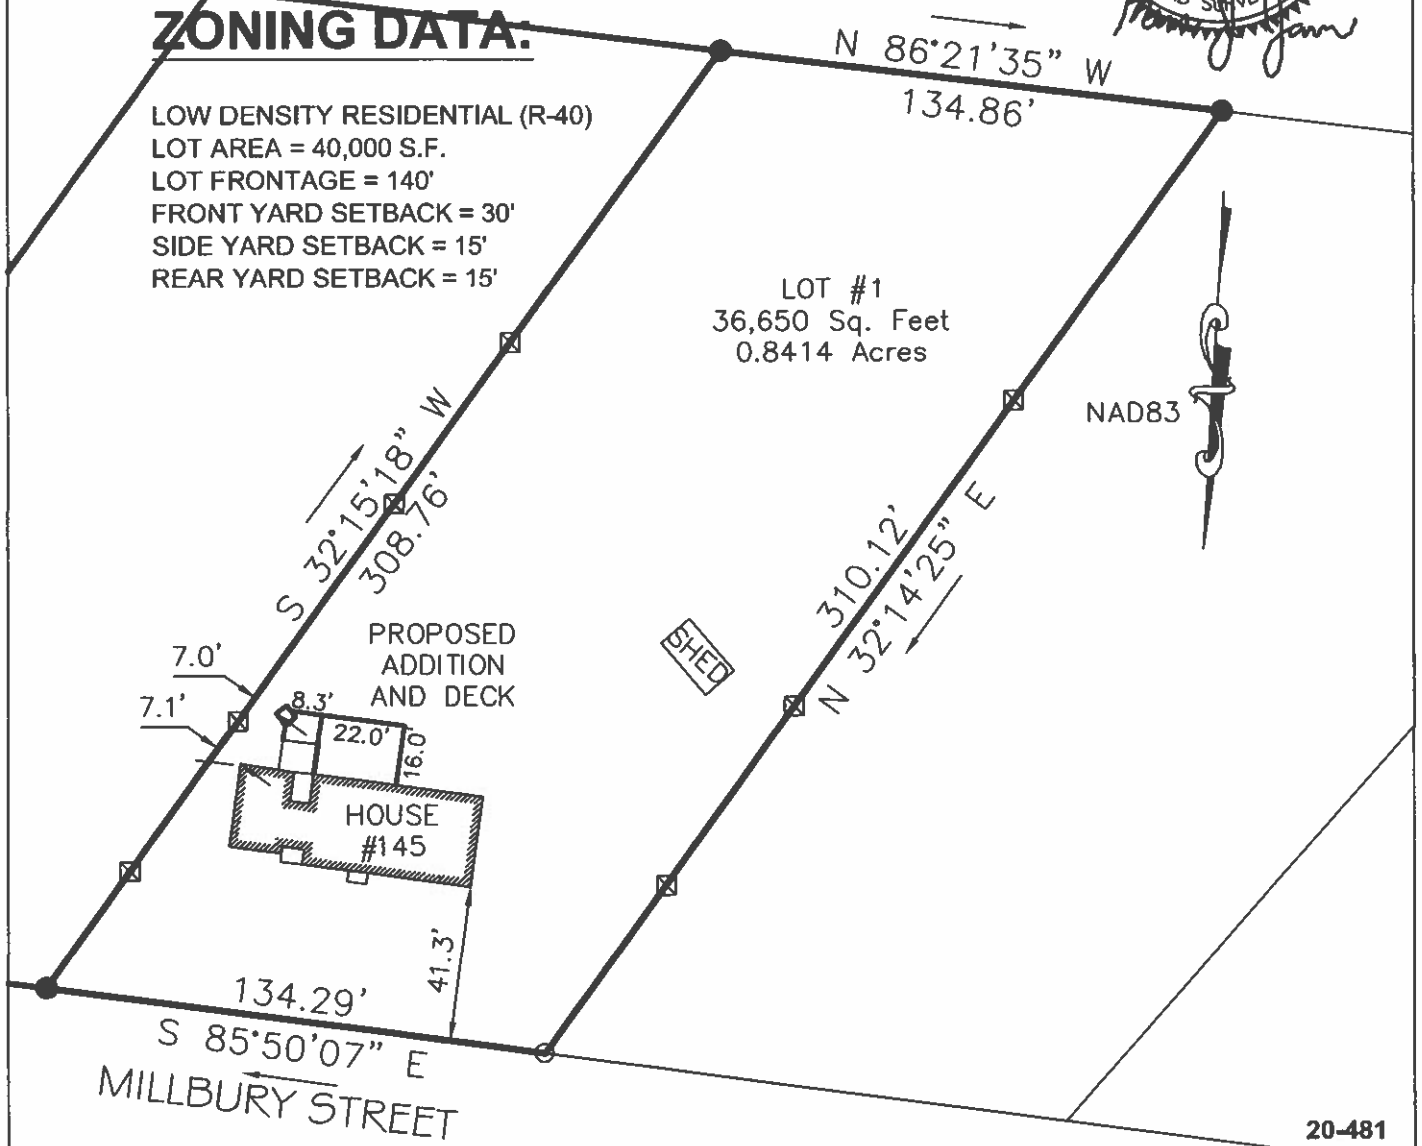 ZONING DATA:
LOW DENSITY RESIDENTIAL (R-40)
LOT AREA = 40,000 S.F.
LOT FRONTAGE = 140'
FRONT YARD SETBACK = 30'
SIDE YARD SETBACK = 15'
REAR YARD SETBACK = 15'
N 86°21'35" W
134.86'
LOT #1
36,650 Sq. Feet
0.8414 Acres
NAD83
S 32°15'18" W
308.76'
310.12'
N 32°14'25" E
PROPOSED
ADDITION
AND DECK
SHED
7.0'
7.1'
8.3'
22.0'
16.0'
HOUSE
#145
41.3'
134.29'
S 85°50'07" E
MILLBURY STREET
20-481